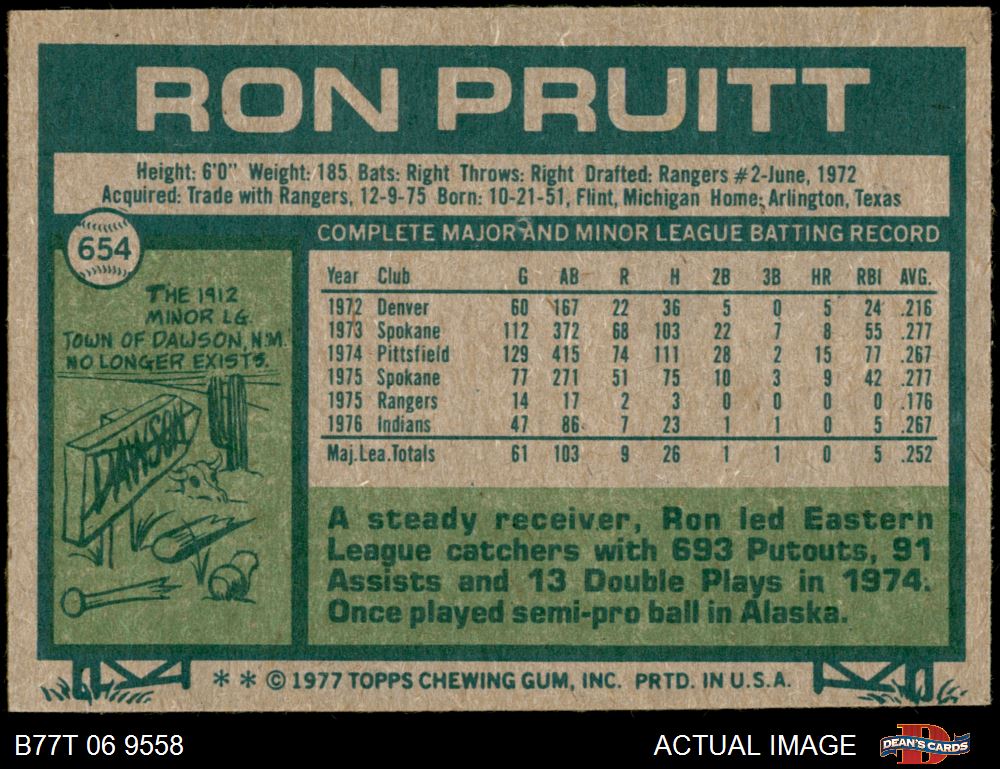 RON PRUITT
Height: 6'0" Weight: 185 Bats: Right Throws: Right Drafted: Rangers #2-June, 1972
Acquired: Trade with Rangers, 12-9-75 Born: 10-21-51, Flint, Michigan Home: Arlington, Texas
654
THE 1912
MINOR LG.
TOWN OF DAWSON, N.M.
NO LONGER EXISTS.
DAWSON
COMPLETE MAJOR AND MINOR LEAGUE BATTING RECORD
Year Club G AB R H 2B 3B HR RBI AVG.
1972 Denver 60 167 22 36 5 0 5 24 .216
1973 Spokane 112 372 68 103 22 7 8 55 .277
1974 Pittsfield 129 415 74 111 28 2 15 77 .267
1975 Spokane 77 271 51 75 10 3 9 42 .277
1975 Rangers 14 17 2 3 0 0 0 0 .176
1976 Indians 47 86 7 23 1 1 0 5 .267
Maj.Lea.Totals 61 103 9 26 1 1 0 5 .252
A steady receiver, Ron led Eastern
League catchers with 693 Putouts, 91
Assists and 13 Double Plays in 1974.
Once played semi-pro ball in Alaska.
* * © 1977 TOPPS CHEWING GUM, INC. PRTD. IN U.S.A.
B77T 06 9558
ACTUAL IMAGE
DEAN'S CARDS